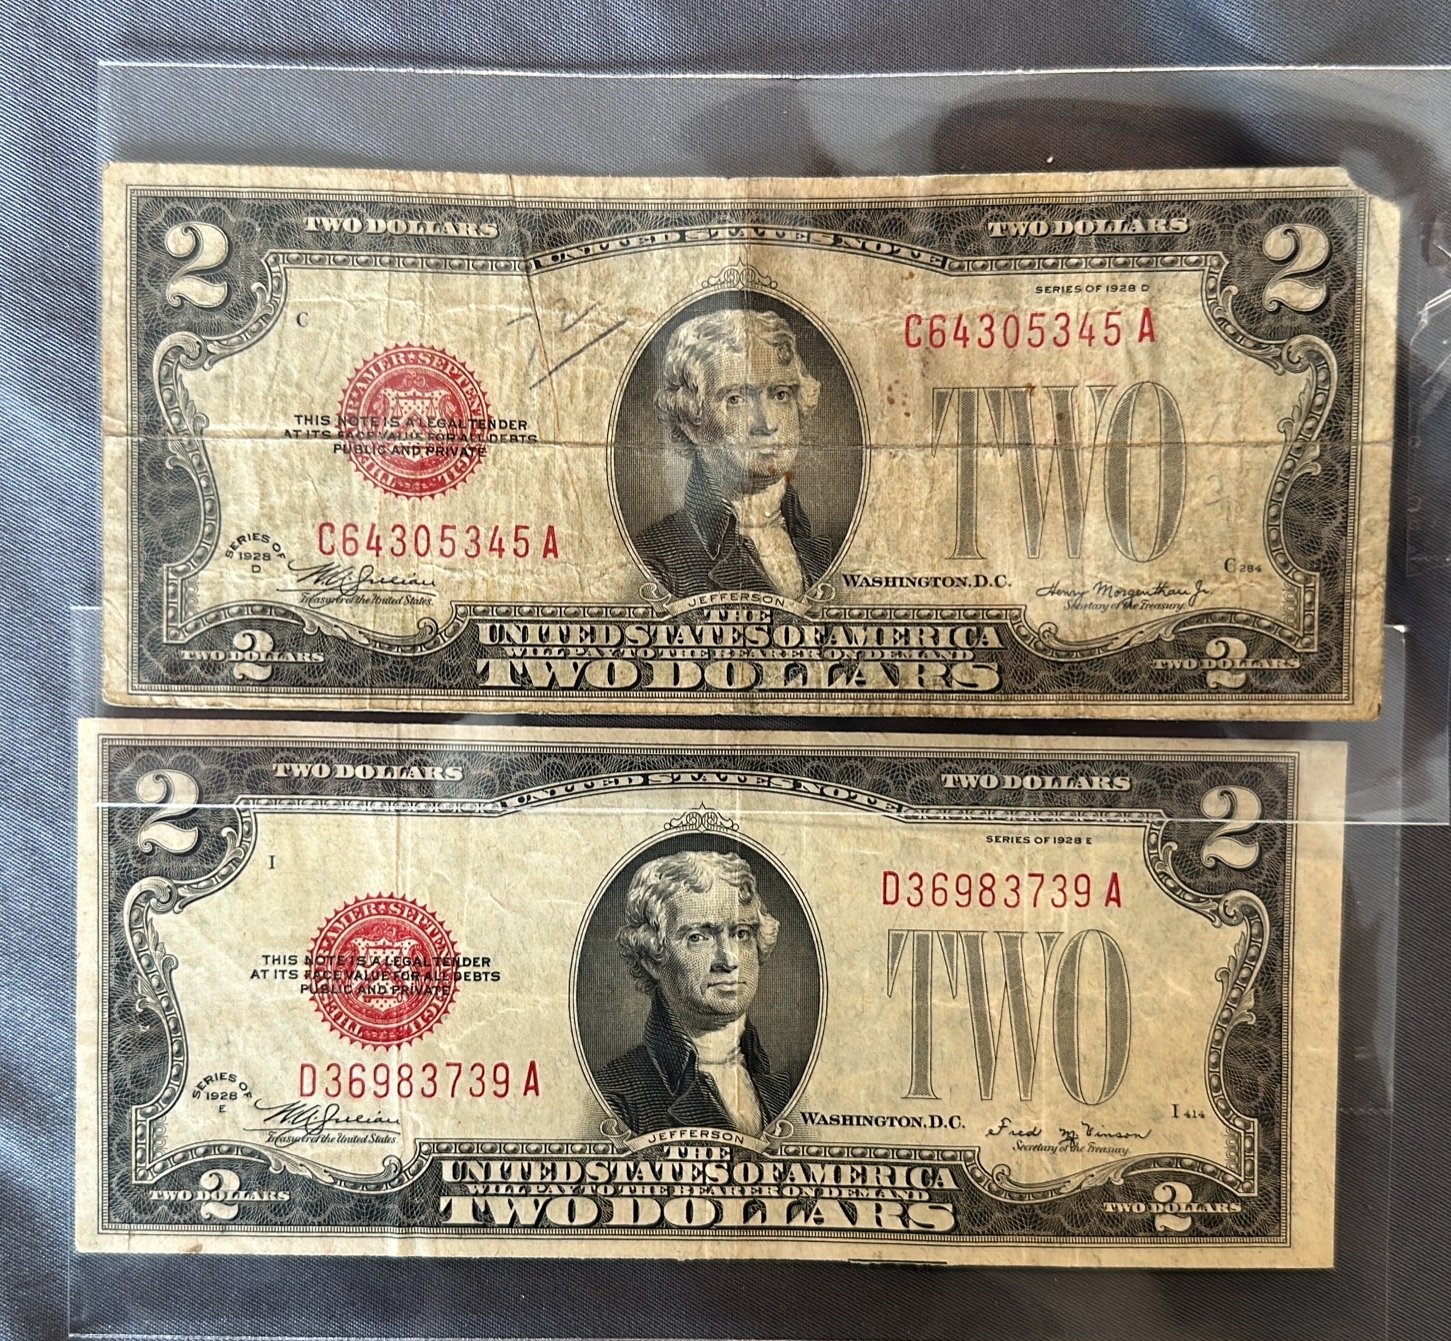 TWO DOLLARS UNITED STATES NOTE TWO DOLLARS
2 2
SERIES OF 1928 D
C C64305345 A
THIS NOTE IS A LEGAL TENDER
AT ITS FACE VALUE FOR ALL DEBTS
PUBLIC AND PRIVATE
TWO
C64305345 A
SERIES OF
1928
D
W.A. Julian
Treasurer of the United States.
WASHINGTON, D.C.
C 284
Henry Morgenthau Jr.
Secretary of the Treasury.
JEFFERSON
THE
UNITED STATES OF AMERICA
WILL PAY TO THE BEARER ON DEMAND
TWO DOLLARS
TWO DOLLARS 2 TWO DOLLARS 2
TWO DOLLARS UNITED STATES NOTE TWO DOLLARS
2 2
SERIES OF 1928 E
I D36983739 A
THIS NOTE IS A LEGAL TENDER
AT ITS FACE VALUE FOR ALL DEBTS
PUBLIC AND PRIVATE
TWO
D36983739 A
SERIES OF
1928
E
W.A. Julian
Treasurer of the United States
WASHINGTON, D.C.
I 414
Fred M. Vinson
Secretary of the Treasury.
JEFFERSON
THE
UNITED STATES OF AMERICA
WILL PAY TO THE BEARER ON DEMAND
TWO DOLLARS
TWO DOLLARS 2 TWO DOLLARS 2